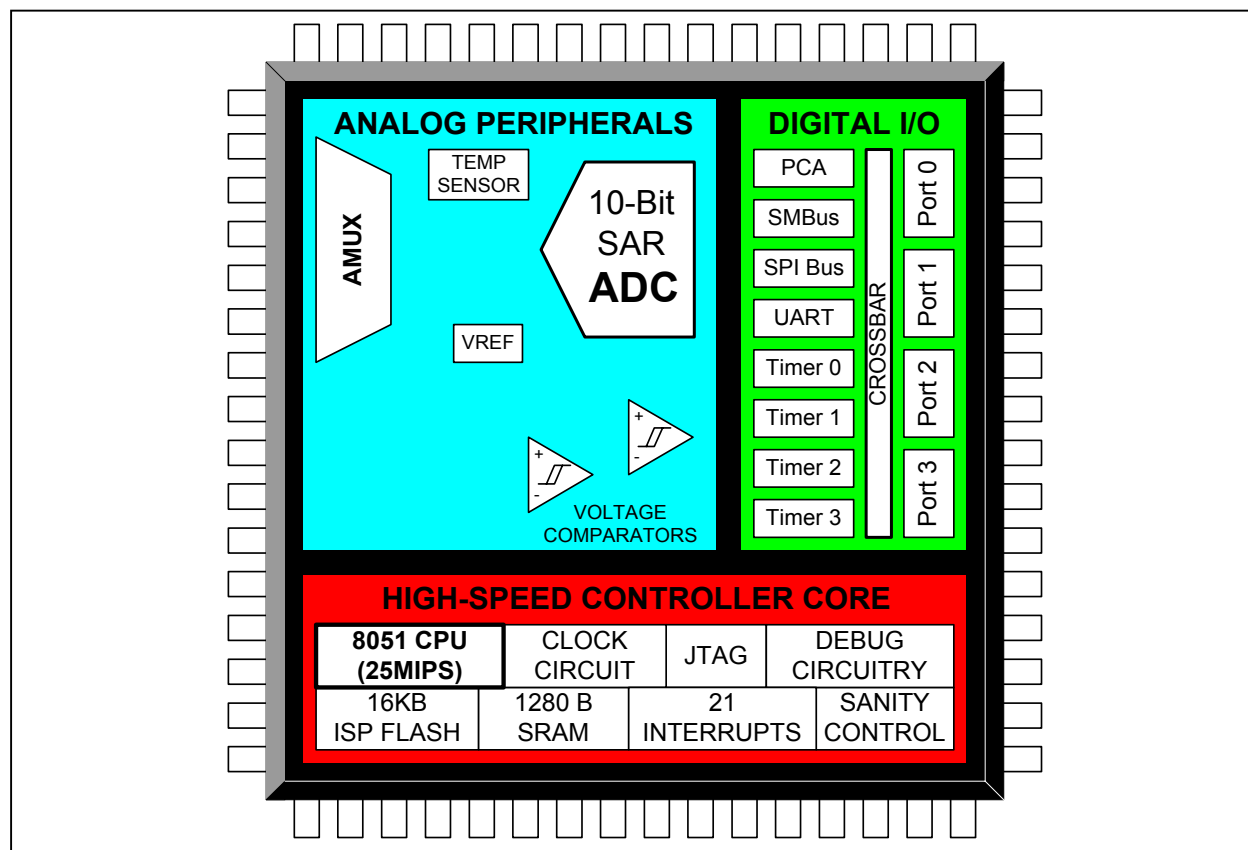 ANALOG PERIPHERALS
TEMP
SENSOR
AMUX
10-Bit
SAR
ADC
VREF
+
-
+
-
VOLTAGE
COMPARATORS
DIGITAL I/O
PCA
SMBus
SPI Bus
UART
Timer 0
Timer 1
Timer 2
Timer 3
CROSSBAR
Port 0
Port 1
Port 2
Port 3
HIGH-SPEED CONTROLLER CORE
8051 CPU
(25MIPS)
CLOCK
CIRCUIT
JTAG
DEBUG
CIRCUITRY
16KB
ISP FLASH
1280 B
SRAM
21
INTERRUPTS
SANITY
CONTROL